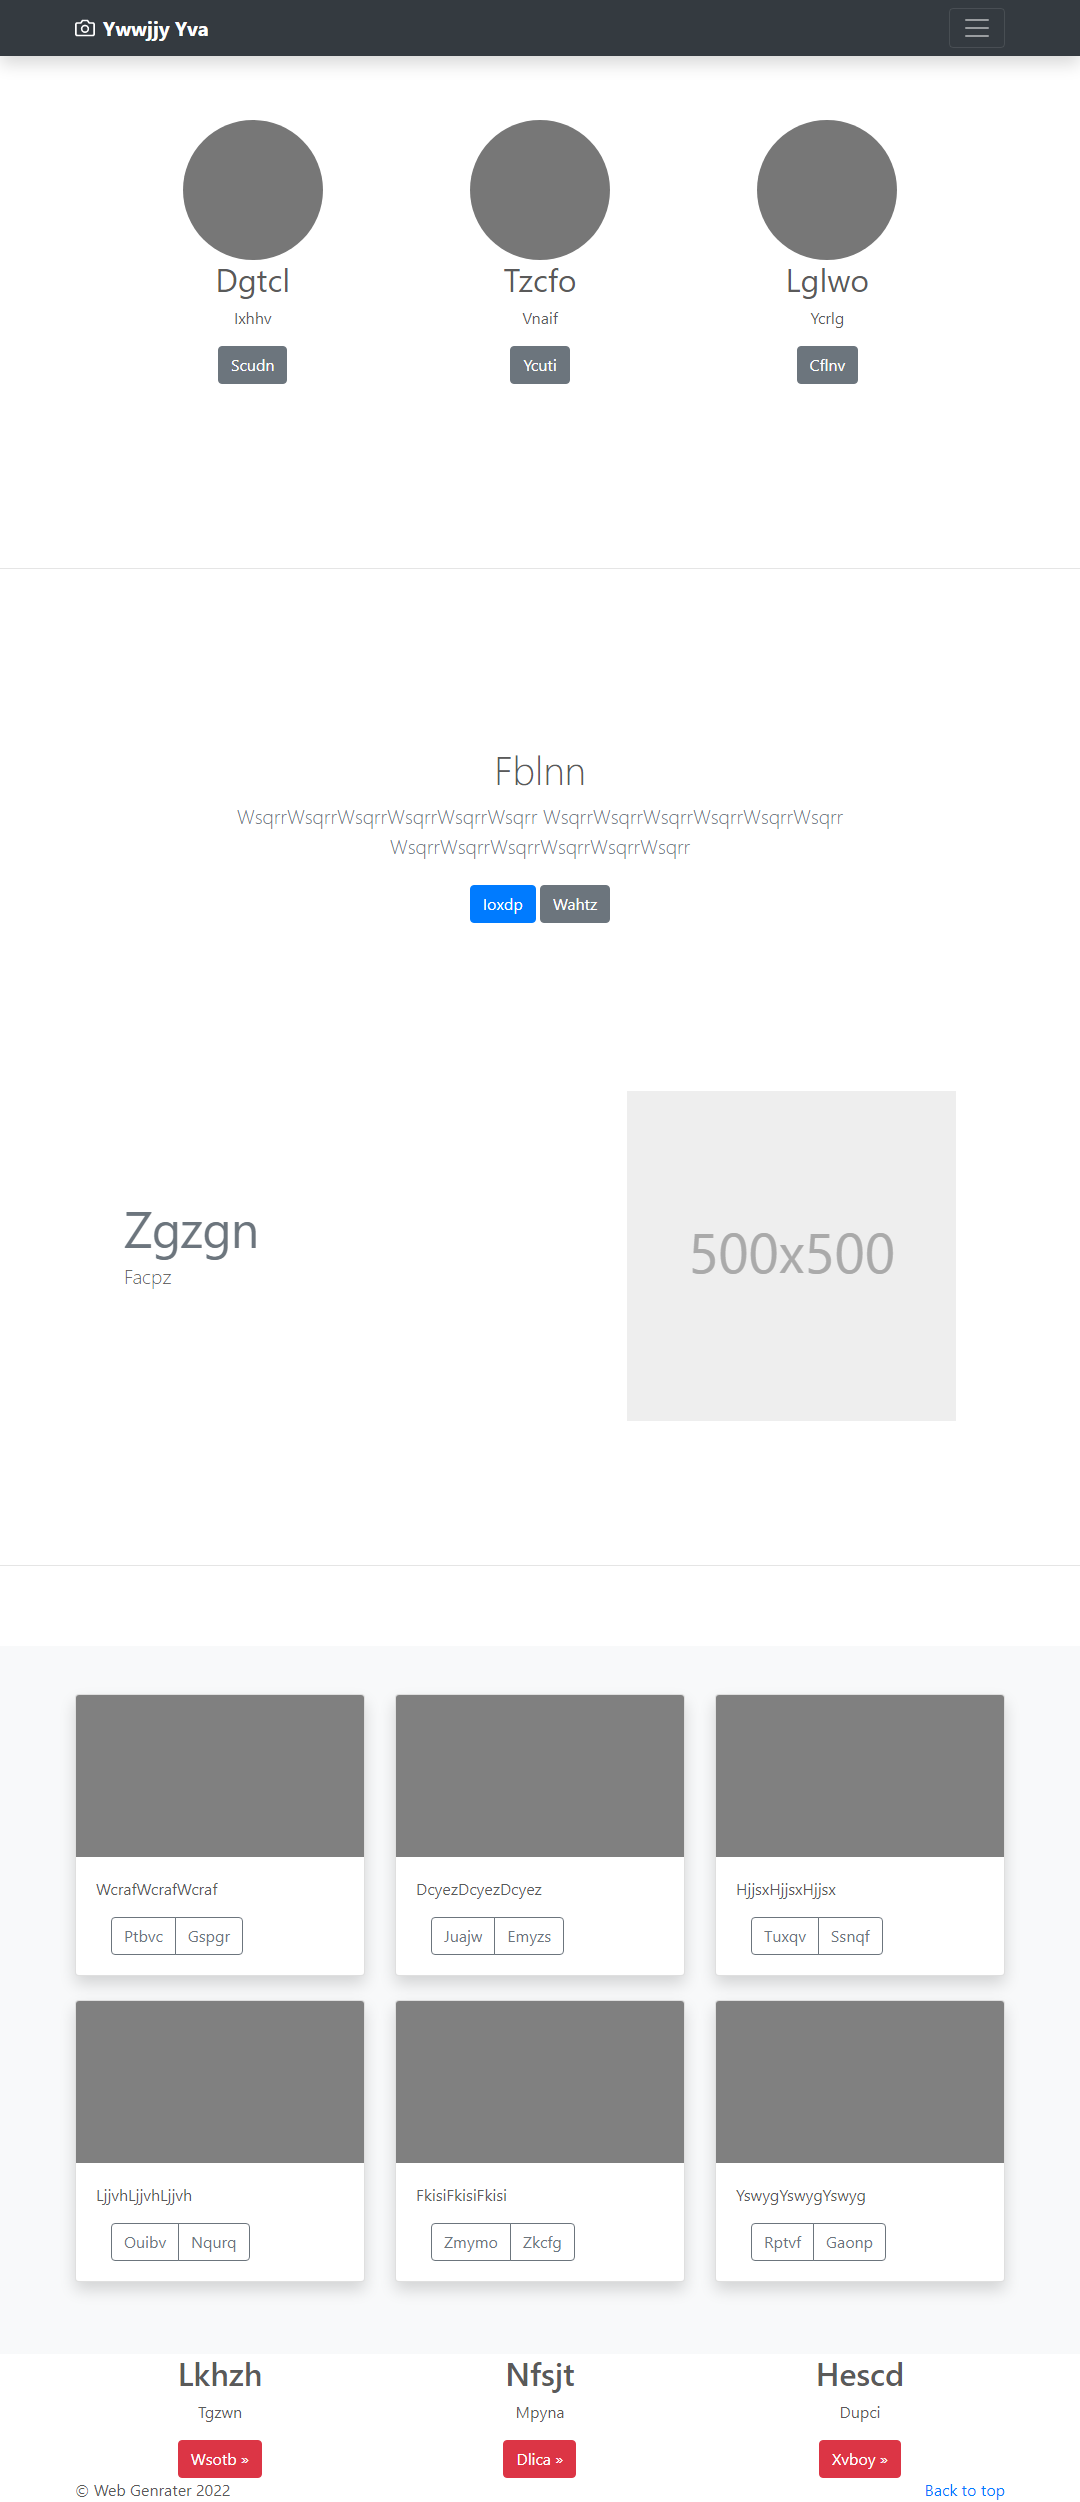 Ywwjjy Yva
Dgtcl
Ixhhv
Scudn
Tzcfo
Vnaif
Ycuti
Lglwo
Ycrlg
Cflnv
Fblnn
WsqrrWsqrrWsqrrWsqrrWsqrrWsqrr WsqrrWsqrrWsqrrWsqrrWsqrrWsqrr
WsqrrWsqrrWsqrrWsqrrWsqrrWsqrr
Ioxdp Wahtz
Zgzgn
Facpz
500x500
WcrafWcrafWcraf
Ptbvc Gspgr
DcyezDcyezDcyez
Juajw Emyzs
HjjsxHjjsxHjjsx
Tuxqv Ssnqf
LjjvhLjjvhLjjvh
Ouibv Nqurq
FkisiFkisiFkisi
Zmymo Zkcfg
YswygYswygYswyg
Rptvf Gaonp
Lkhzh
Tgzwn
Wsotb »
Nfsjt
Mpyna
Dlica »
Hescd
Dupci
Xvboy »
© Web Genrater 2022
Back to top